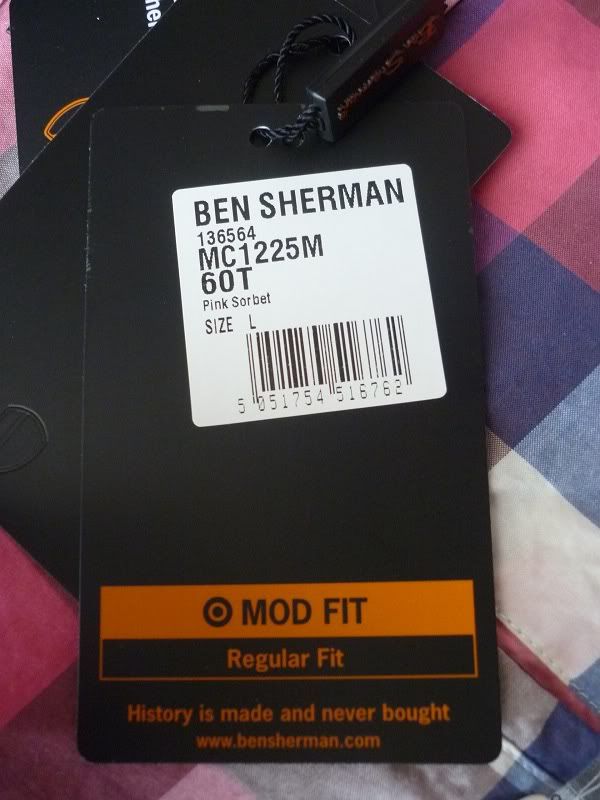 BEN SHERMAN
136564
MC1225M
60T
Pink Sorbet
SIZE L
5 051754 516762
MOD FIT
Regular Fit
History is made and never bought
www.bensherman.com